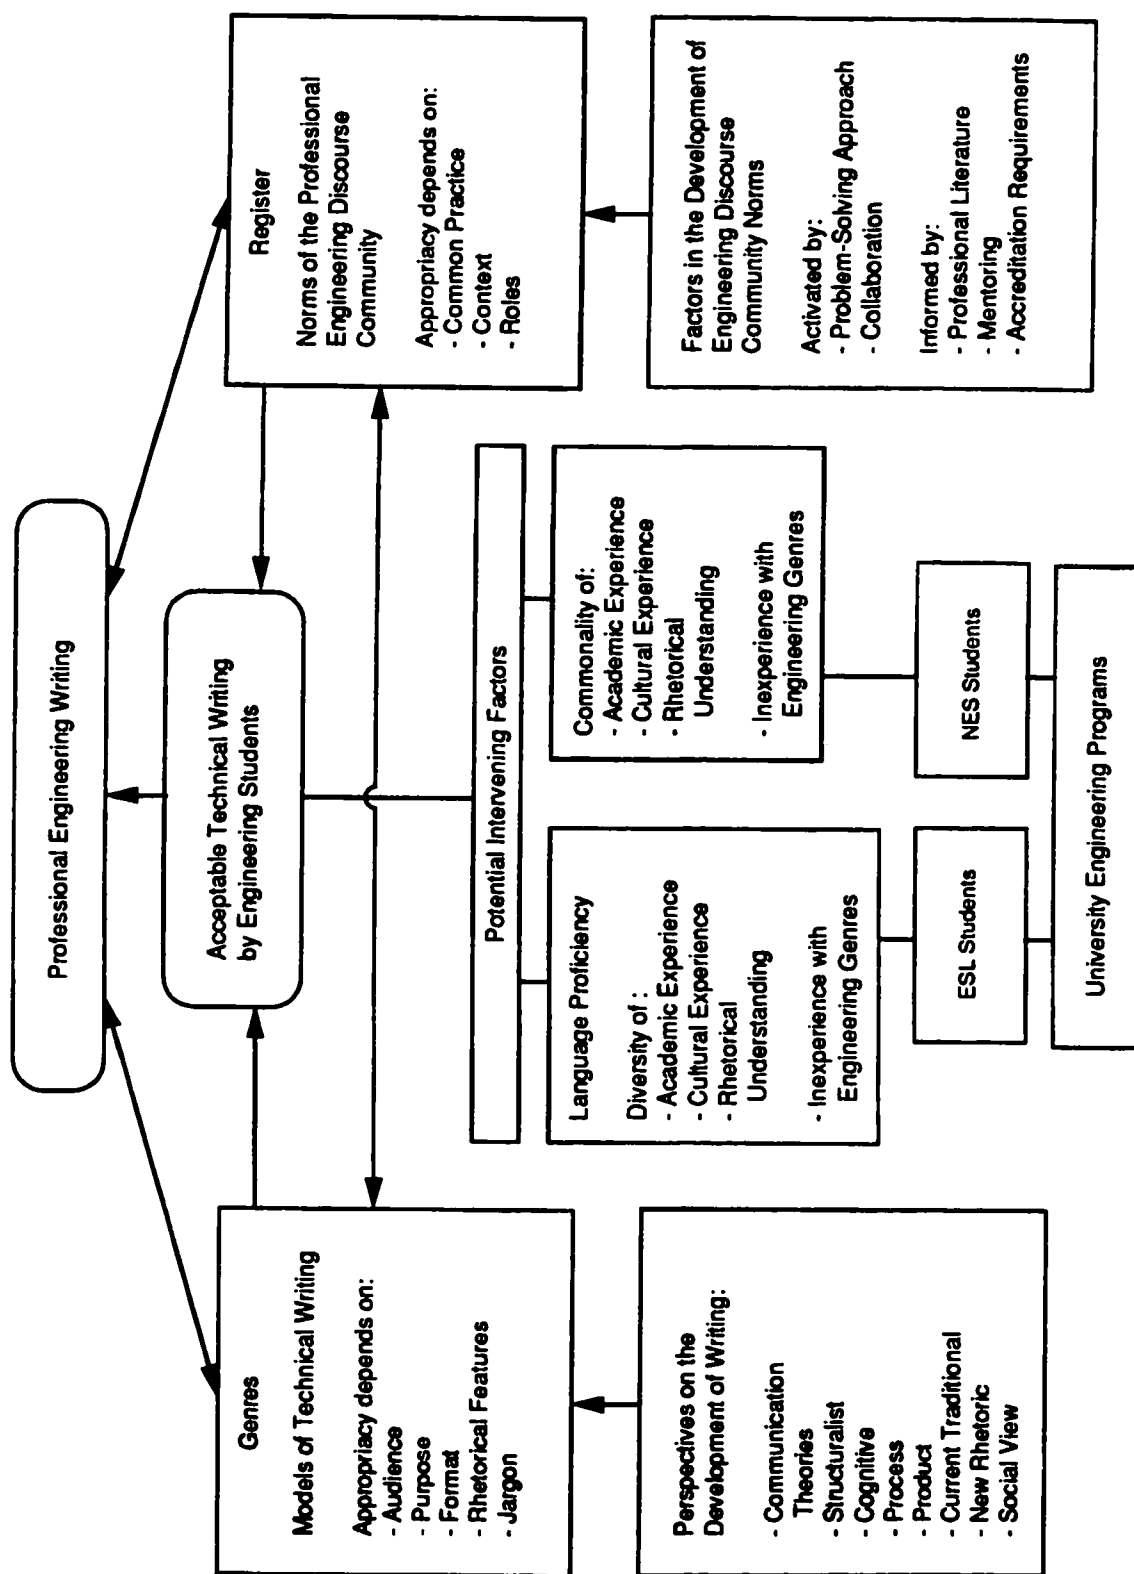 Professional Engineering Writing
Genres
Models of Technical Writing
Appropriacy depends on:
- Audience
- Purpose
- Format
- Rhetorical Features
- Jargon
Acceptable Technical Writing
by Engineering Students
Register
Norms of the Professional
Engineering Discourse
Community
Appropriacy depends on:
- Common Practice
- Context
- Roles
Potential Intervening Factors
Perspectives on the
Development of Writing:
- Communication
Theories
- Structuralist
- Cognitive
- Process
- Product
- Current Traditional
- New Rhetoric
- Social View
Language Proficiency
Diversity of :
- Academic Experience
- Cultural Experience
- Rhetorical
Understanding
- Inexperience with
Engineering Genres
Commonality of:
- Academic Experience
- Cultural Experience
- Rhetorical
Understanding
- Inexperience with
Engineering Genres
Factors in the Development of
Engineering Discourse
Community Norms
Activated by:
- Problem-Solving Approach
- Collaboration
Informed by:
- Professional Literature
- Mentoring
- Accreditation Requirements
ESL Students
NES Students
University Engineering Programs